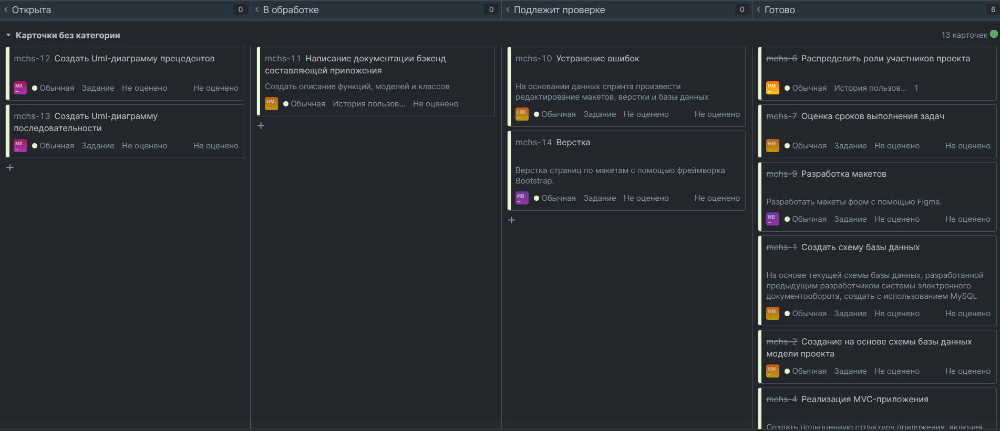 Открыта 0
В обработке 0
Подлежит проверке 0
Готово 6
Карточки без категории
13 карточек
mchs-12 Создать Uml-диаграмму прецедентов
МК Обычная Задание Не оценено Не оценено
mchs-13 Создать Uml-диаграмму
последовательности
МК Обычная Задание Не оценено Не оценено
+
mchs-11 Написание документации бэкенд
составляющей приложения
Создать описание функций, моделей и классов
НМ Обычная История пользов... Не оценено
+
mchs-10 Устранение ошибок
На основании данных спринта произвести
редактирование макетов, верстки и базы данных
НМ Обычная Задание Не оценено Не оценено
mchs-14 Верстка
Верстка страниц по макетам с помощью фреймворка
Bootstrap.
ИВ Обычная Задание Не оценено Не оценено
+
mchs-6 Распределить роли участников проекта
НМ Обычная История пользов... 1
mchs-7 Оценка сроков выполнения задач
НМ Обычная Задание Не оценено Не оценено
mchs-9 Разработка макетов
Разработать макеты форм с помощью Figma.
ИВ Обычная Задание Не оценено Не оценено
mchs-1 Создать схему базы данных
На основе текущей схемы базы данных, разработанной
предыдущим разработчиком системы электронного
документооборота, создать с использованием MySQL
НМ Обычная Задание Не оценено Не оценено
mchs-2 Создание на основе схемы базы данных
модели проекта
НМ Обычная Задание Не оценено Не оценено
mchs-4 Реализация MVC-приложения
Создать полноценную структуру приложения, включая